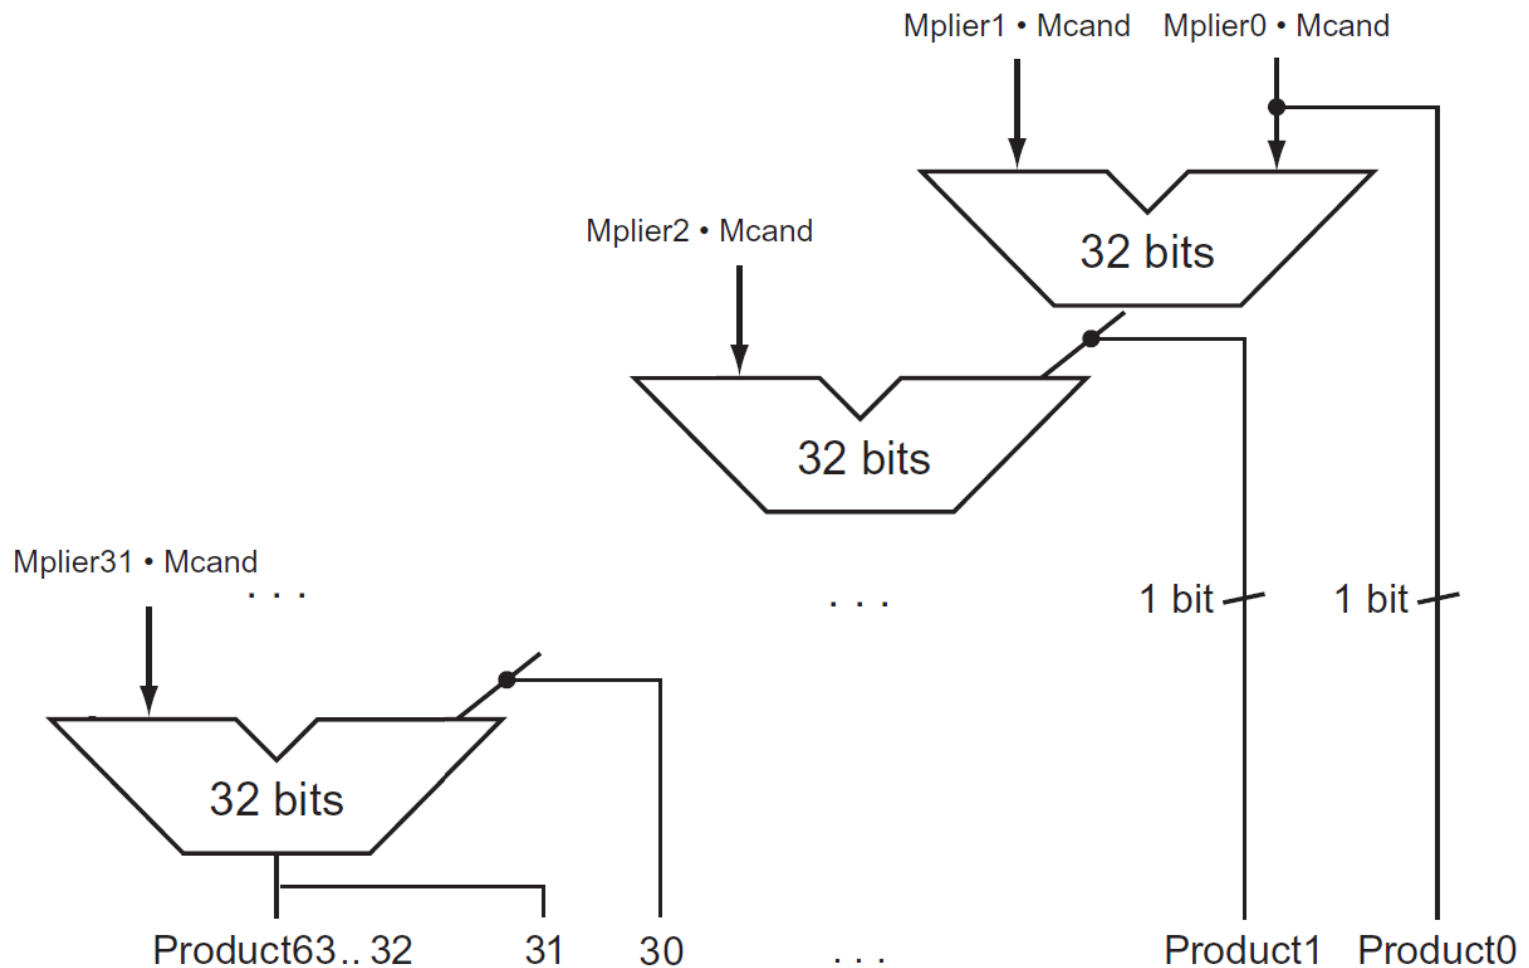 Mplier1 • Mcand Mplier0 • Mcand
32 bits
Mplier2 • Mcand
32 bits
Mplier31 • Mcand
. . .
. . .
1 bit
1 bit
32 bits
Product63.. 32 31 30 . . . Product1 Product0